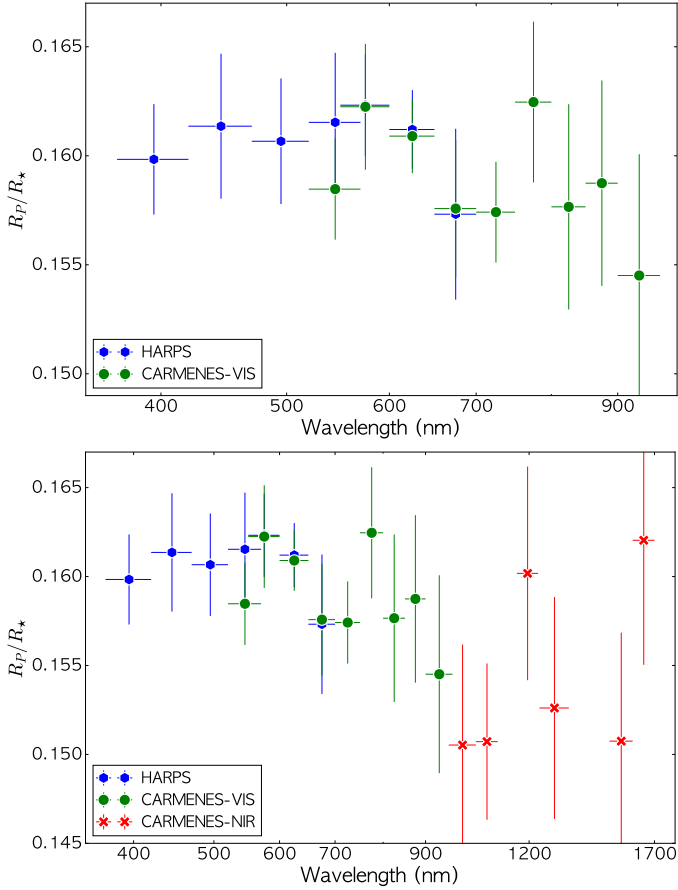 0.165
0.160
0.155
0.150
R_P/R_⋆
HARPS
CARMENES-VIS
400 500 600 700 900
Wavelength (nm)
0.165
0.160
0.155
0.150
0.145
R_P/R_⋆
HARPS
CARMENES-VIS
CARMENES-NIR
400 500 600 700 900 1200 1700
Wavelength (nm)